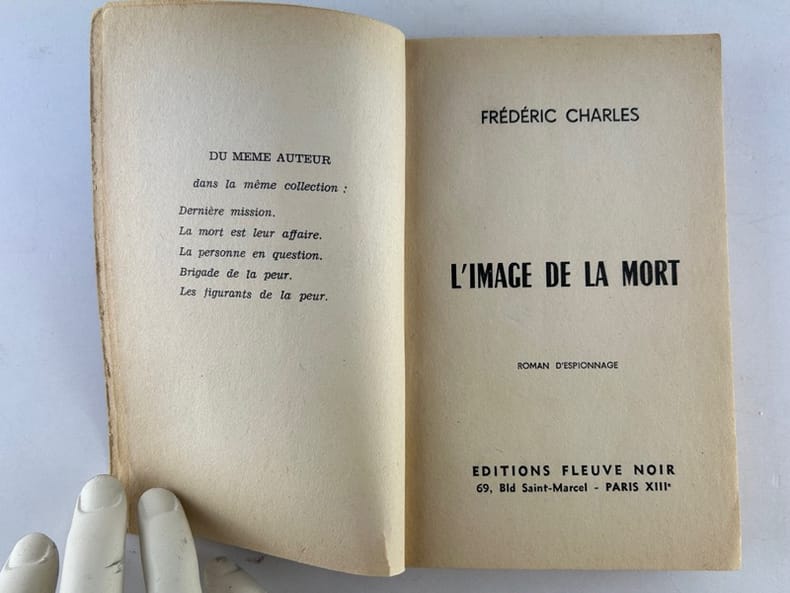 DU MEME AUTEUR
dans la même collection :
Dernière mission.
La mort est leur affaire.
La personne en question.
Brigade de la peur.
Les figurants de la peur.
FRÉDÉRIC CHARLES
L'IMAGE DE LA MORT
ROMAN D'ESPIONNAGE
EDITIONS FLEUVE NOIR
69, Bld Saint-Marcel - PARIS XIIIe